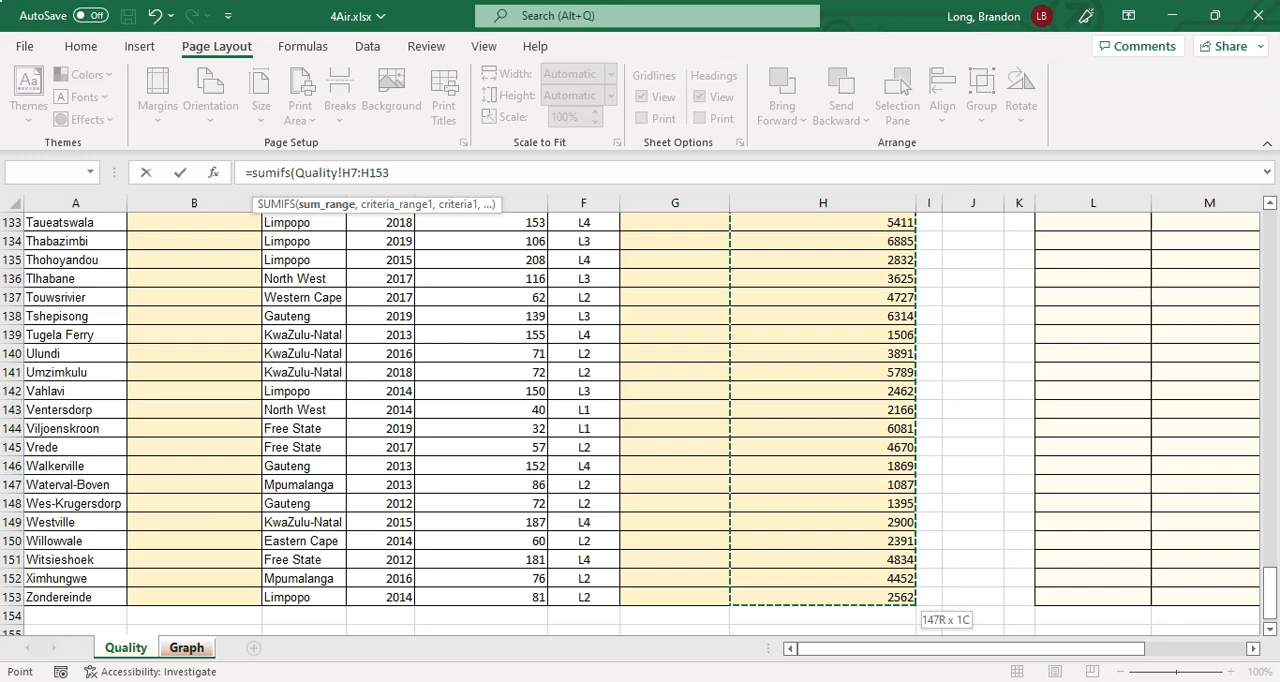 AutoSave Off 4Air.xlsx Search (Alt+Q) Long, Brandon LB
File Home Insert Page Layout Formulas Data Review View Help Comments Share
Aa Colors Width: Automatic Gridlines Headings
A Fonts Height: Automatic View View
Themes Effects Margins Orientation Size Print Area Breaks Background Print Titles Scale: 100% Print Print Bring Forward Send Backward Selection Pane Align Group Rotate
Themes Page Setup Scale to Fit Sheet Options Arrange
fx =sumifs(Quality!H7:H153
SUMIFS(sum_range, criteria_range1, criteria1, ...)
A B F G H I J K L M
133 Taueatswala Limpopo 2018 153 L4 5411
134 Thabazimbi Limpopo 2019 106 L3 6885
135 Thohoyandou Limpopo 2015 208 L4 2832
136 Tlhabane North West 2017 116 L3 3625
137 Touwsrivier Western Cape 2017 62 L2 4727
138 Tshepisong Gauteng 2019 139 L3 6314
139 Tugela Ferry KwaZulu-Natal 2013 155 L4 1506
140 Ulundi KwaZulu-Natal 2016 71 L2 3891
141 Umzimkulu KwaZulu-Natal 2018 72 L2 5789
142 Vahlavi Limpopo 2014 150 L3 2462
143 Ventersdorp North West 2014 40 L1 2166
144 Viljoenskroon Free State 2019 32 L1 6081
145 Vrede Free State 2017 57 L2 4670
146 Walkerville Gauteng 2013 152 L4 1869
147 Waterval-Boven Mpumalanga 2013 86 L2 1087
148 Wes-Krugersdorp Gauteng 2012 72 L2 1395
149 Westville KwaZulu-Natal 2015 187 L4 2900
150 Willowvale Eastern Cape 2014 60 L2 2391
151 Witsieshoek Free State 2012 181 L4 4834
152 Ximhungwe Mpumalanga 2016 76 L2 4452
153 Zondereinde Limpopo 2014 81 L2 2562
154 147R x 1C
155
Quality Graph
Point Accessibility: Investigate 100%